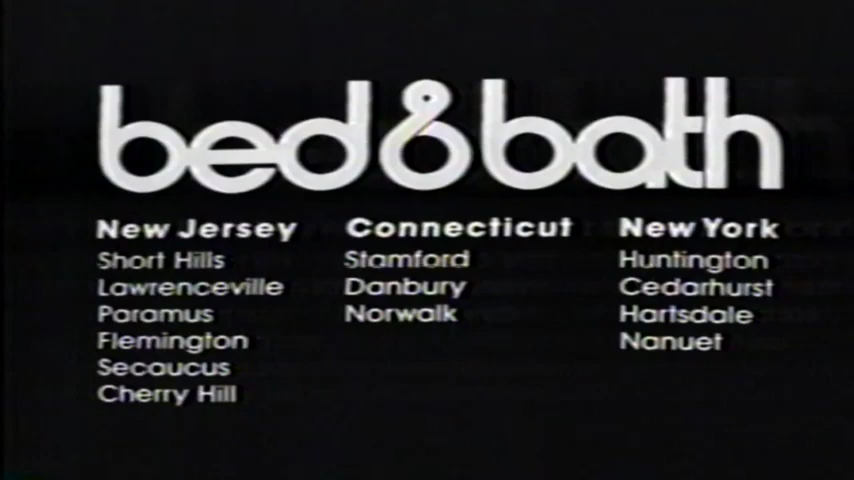 bed & bath
New Jersey
Short Hills
Lawrenceville
Paramus
Flemington
Secaucus
Cherry Hill
Connecticut
Stamford
Danbury
Norwalk
New York
Huntington
Cedarhurst
Hartsdale
Nanuet